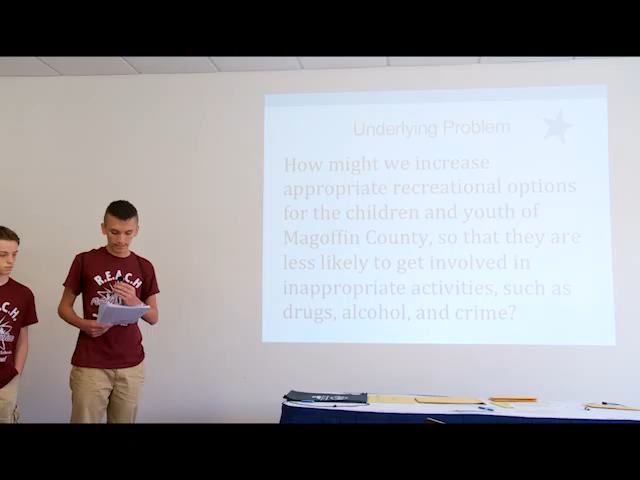 Underlying Problem
How might we increase
appropriate recreational options
for the children and youth of
Magoffin County, so that they are
less likely to get involved in
inappropriate activities, such as
drugs, alcohol, and crime?
R.E.A.C.H